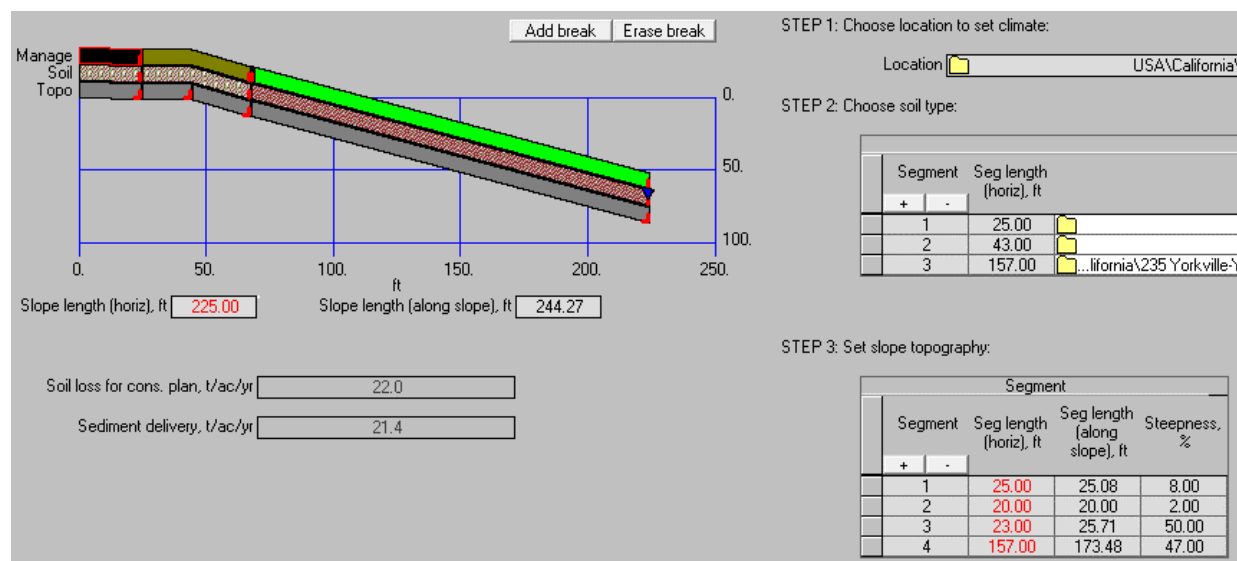 Add break Erase break
Manage
Soil
Topo
0.
50.
100.
0. 50. 100. 150. 200. 250.
ft
Slope length (horiz), ft 225.00 Slope length (along slope), ft 244.27
Soil loss for cons. plan, t/ac/yr 22.0
Sediment delivery, t/ac/yr 21.4
STEP 1: Choose location to set climate:
Location USA\California\
STEP 2: Choose soil type:
Segment Seg length
(horiz), ft
+ -
1 25.00
2 43.00
3 157.00 ...lifornia\235 Yorkville-Y
STEP 3: Set slope topography:
Segment
Segment Seg length (horiz), ft Seg length (along slope), ft Steepness, %
+ -
1 25.00 25.08 8.00
2 20.00 20.00 2.00
3 23.00 25.71 50.00
4 157.00 173.48 47.00